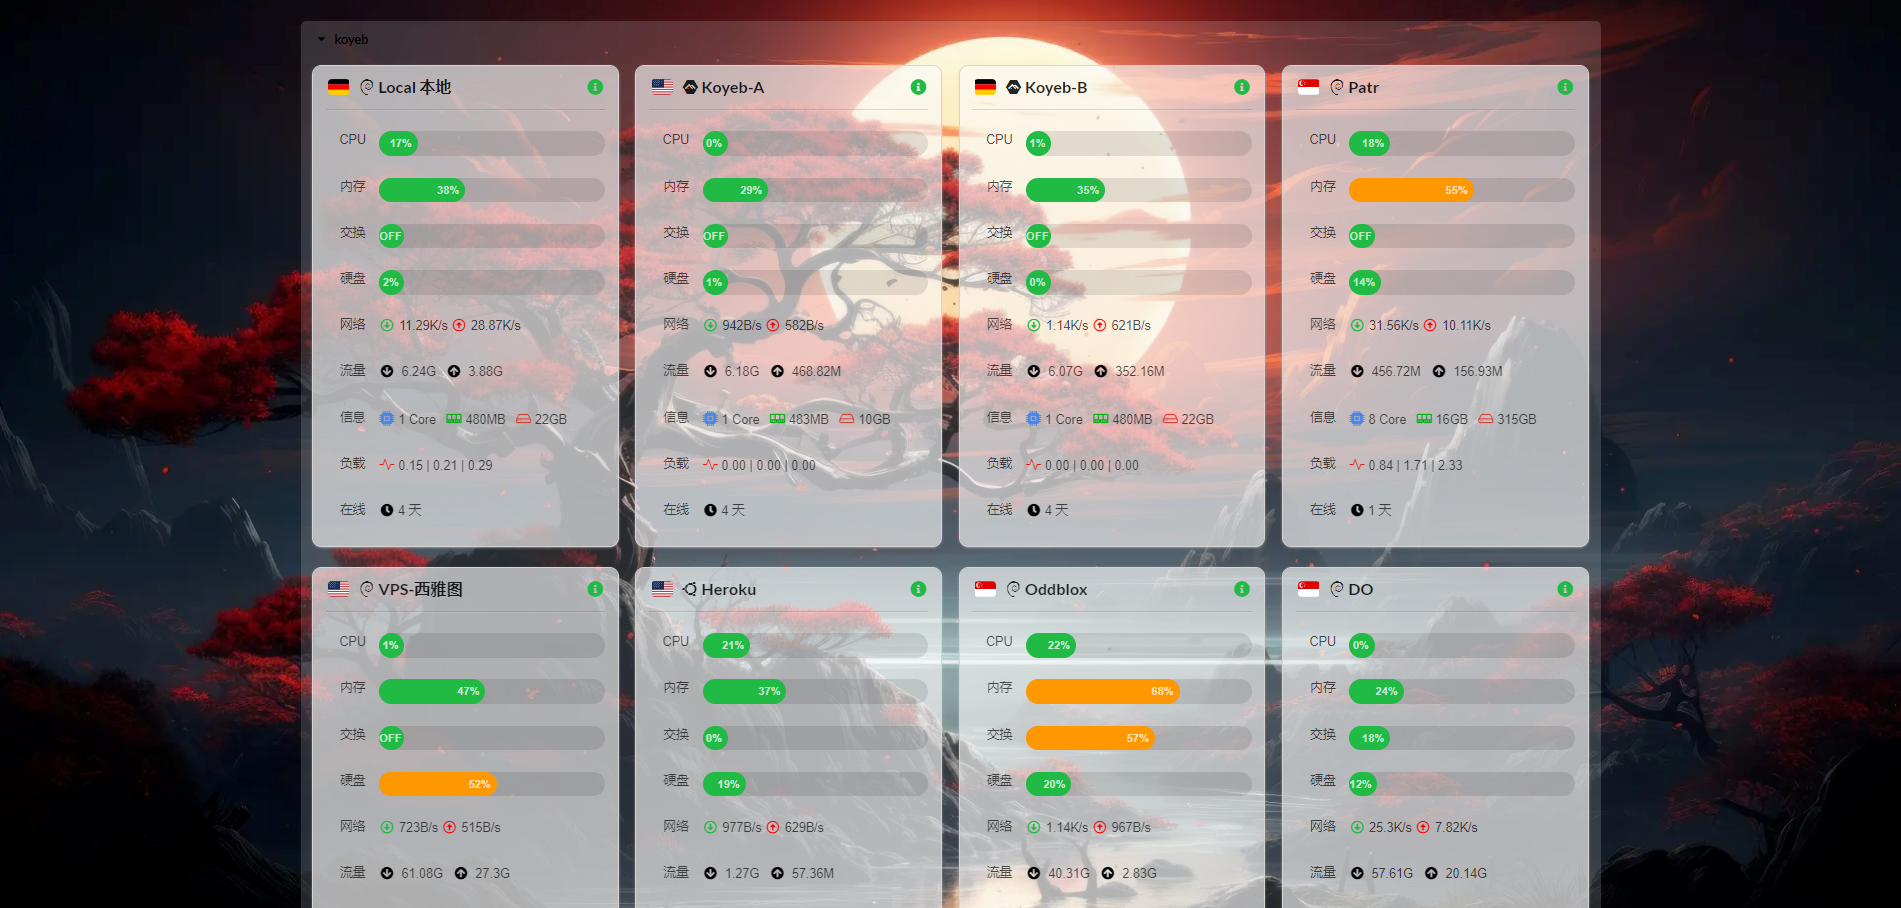 koyeb
Local 本地
CPU 17%
内存 38%
交换 OFF
硬盘 2%
网络 11.29K/s 28.87K/s
流量 6.24G 3.88G
信息 1 Core 480MB 22GB
负载 0.15 | 0.21 | 0.29
在线 4 天
Koyeb-A
CPU 0%
内存 29%
交换 OFF
硬盘 1%
网络 942B/s 582B/s
流量 6.18G 468.82M
信息 1 Core 483MB 10GB
负载 0.00 | 0.00 | 0.00
在线 4 天
Koyeb-B
CPU 1%
内存 35%
交换 OFF
硬盘 0%
网络 1.14K/s 621B/s
流量 6.07G 352.16M
信息 1 Core 480MB 22GB
负载 0.00 | 0.00 | 0.00
在线 4 天
Patr
CPU 18%
内存 55%
交换 OFF
硬盘 14%
网络 31.56K/s 10.11K/s
流量 456.72M 156.93M
信息 8 Core 16GB 315GB
负载 0.84 | 1.71 | 2.33
在线 1 天
VPS-西雅图
CPU 1%
内存 47%
交换 OFF
硬盘 52%
网络 723B/s 515B/s
流量 61.08G 27.3G
Heroku
CPU 21%
内存 37%
交换 0%
硬盘 19%
网络 977B/s 629B/s
流量 1.27G 57.36M
Oddblox
CPU 22%
内存 68%
交换 57%
硬盘 20%
网络 1.14K/s 967B/s
流量 40.31G 2.83G
DO
CPU 0%
内存 24%
交换 18%
硬盘 12%
网络 25.3K/s 7.82K/s
流量 57.61G 20.14G